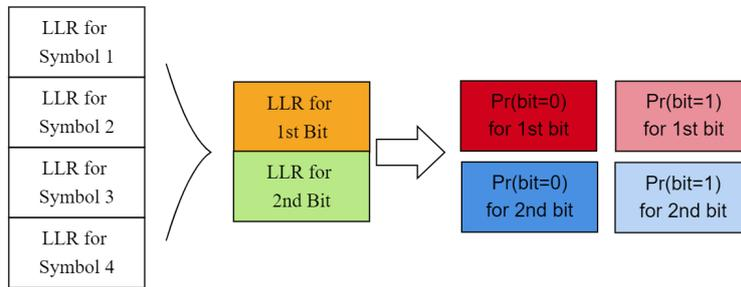 LLR for
Symbol 1
LLR for
Symbol 2
LLR for
Symbol 3
LLR for
Symbol 4
LLR for
1st Bit
LLR for
2nd Bit
Pr(bit=0)
for 1st bit
Pr(bit=1)
for 1st bit
Pr(bit=0)
for 2nd bit
Pr(bit=1)
for 2nd bit